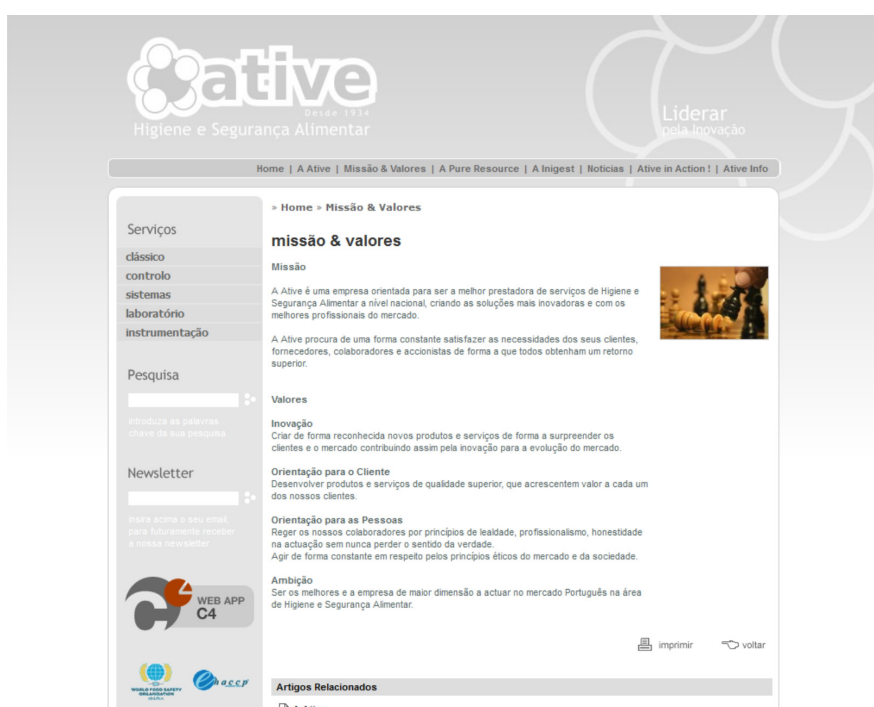 ative
Desde 1934
Higiene e Segurança Alimentar
Liderar
pela Inovação
Home | A Ative | Missão & Valores | A Pure Resource | A Inigest | Noticias | Ative in Action ! | Ative Info
» Home » Missão & Valores
Serviços
clássico
controlo
sistemas
laboratório
instrumentação
Pesquisa
introduza as palavras
chave da sua pesquisa
Newsletter
insira acima o seu email,
para futuramente receber
a nossa newsletter
WEB APP
C4
WORLD FOOD SAFETY
ORGANISATION
haccp
missão & valores
Missão
A Ative é uma empresa orientada para ser a melhor prestadora de serviços de Higiene e
Segurança Alimentar a nível nacional, criando as soluções mais inovadoras e com os
melhores profissionais do mercado.
A Ative procura de uma forma constante satisfazer as necessidades dos seus clientes,
fornecedores, colaboradores e accionistas de forma a que todos obtenham um retorno
superior.
Valores
Inovação
Criar de forma reconhecida novos produtos e serviços de forma a surpreender os
clientes e o mercado contribuindo assim pela inovação para a evolução do mercado.
Orientação para o Cliente
Desenvolver produtos e serviços de qualidade superior, que acrescentem valor a cada um
dos nossos clientes.
Orientação para as Pessoas
Reger os nossos colaboradores por princípios de lealdade, profissionalismo, honestidade
na actuação sem nunca perder o sentido da verdade.
Agir de forma constante em respeito pelos princípios éticos do mercado e da sociedade.
Ambição
Ser os melhores e a empresa de maior dimensão a actuar no mercado Português na área
de Higiene e Segurança Alimentar.
imprimir
voltar
Artigos Relacionados